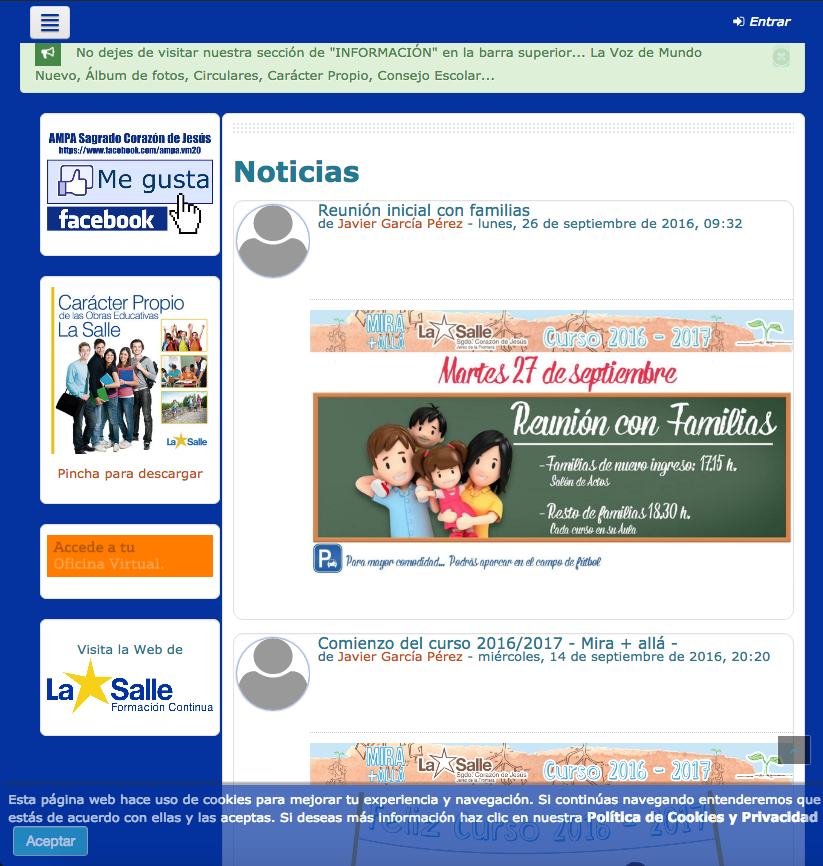 Entrar
No dejes de visitar nuestra sección de "INFORMACIÓN" en la barra superior... La Voz de Mundo
Nuevo, Álbum de fotos, Circulares, Carácter Propio, Consejo Escolar...
AMPA Sagrado Corazón de Jesús
https://www.facebook.com/ampa.vm20
Me gusta
facebook
Carácter Propio
de las Obras Educativas
La Salle
La Salle
Pincha para descargar
Accede a tu
Oficina Virtual.
Visita la Web de
La Salle
Formación Continua
Noticias
Reunión inicial con familias
de Javier García Pérez - lunes, 26 de septiembre de 2016, 09:32
MIRA
+ALLÁ
La Salle
Sgdo. Corazón de Jesús
Jerez de la Frontera
Curso 2016 - 2017
Martes 27 de septiembre
Reunión con Familias
-Familias de nuevo ingreso: 17.15 h.
Salón de Actos
-Resto de familias 18.30 h.
Cada curso en su Aula
P
Para mayor comodidad... Podrás aparcar en el campo de fútbol
Comienzo del curso 2016/2017 - Mira + allá -
de Javier García Pérez - miércoles, 14 de septiembre de 2016, 20:20
MIRA
+ALLÁ
La Salle
Sgdo. Corazón de Jesús
Jerez de la Frontera
Curso 2016 - 2017
Feliz Curso 2016 - 2017
Esta página web hace uso de cookies para mejorar tu experiencia y navegación. Si continúas navegando entenderemos que
estás de acuerdo con ellas y las aceptas. Si deseas más información haz clic en nuestra Política de Cookies y Privacidad
Aceptar